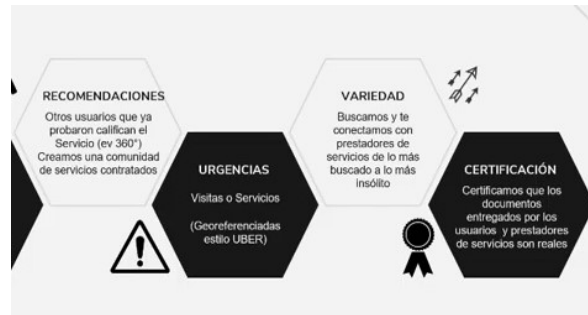 RECOMENDACIONES
Otros usuarios que ya
probaron califican el
Servicio (ev 360°)
Creamos una comunidad
de servicios contratados
URGENCIAS
Visitas o Servicios
(Georeferenciadas
estilo UBER)
VARIEDAD
Buscamos y te
conectamos con
prestadores de
servicios de lo más
buscado a lo más
insólito
CERTIFICACIÓN
Certificamos que los
documentos
entregados por los
usuarios y prestadores
de servicios son reales